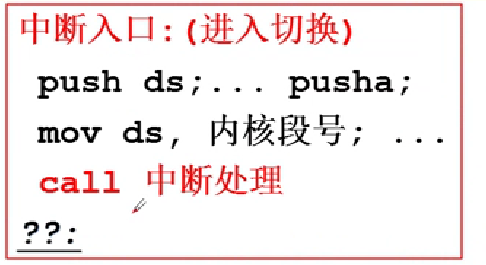 中断入口:(进入切换)
push ds;... pusha;
mov ds, 内核段号; ...
call 中断处理
??: